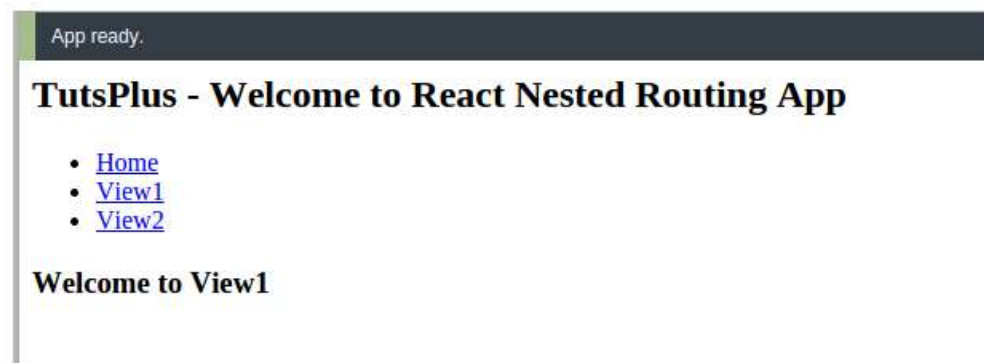 App ready.
TutsPlus - Welcome to React Nested Routing App
Home
View1
View2
Welcome to View1